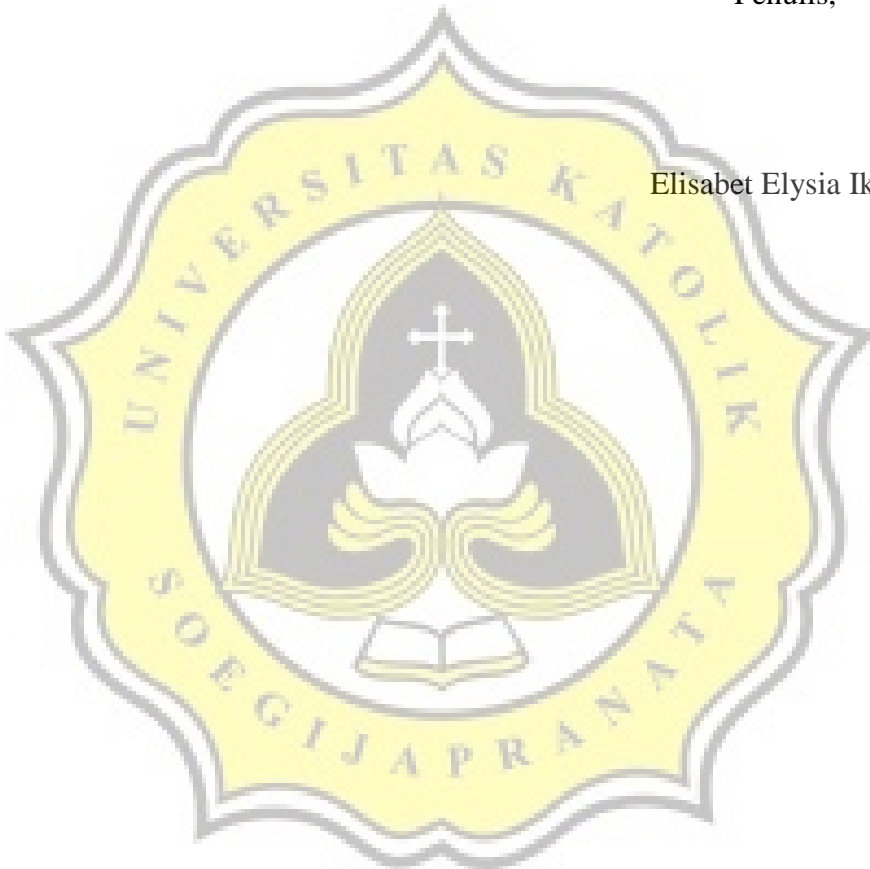 Penulis,
Elisabet Elysia Ik
UNIVERSITAS KATOLIK
SOEGIJAPRANATA